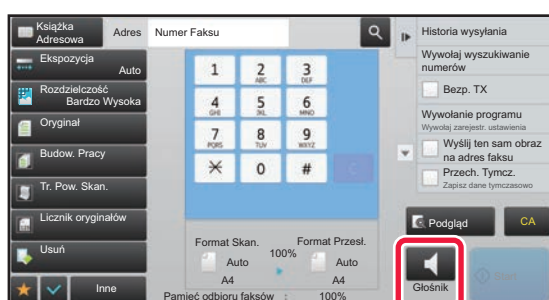 Książka
Adresowa
Adres
Numer Faksu
Ekspozycja
Auto
Rozdzielczość
Bardzo Wysoka
Oryginał
Budow. Pracy
Tr. Pow. Skan.
Licznik oryginałów
Usuń
Inne
1
2
ABC
3
DEF
4
GHI
5
JKL
6
MNO
7
PQRS
8
TUV
9
WXYZ
0
#
C
Format Skan.
100%
Format Przesł.
Auto
A4
Auto
A4
Pamięć odbioru faksów : 100%
Historia wysyłania
Wywołaj wyszukiwanie
numerów
Bezp. TX
Wywołanie programu
Wywołaj zarejestr. ustawienia
Wyślij ten sam obraz
na adres faksu
Przech. Tymcz.
Zapisz dane tymczasowo
Podgląd
CA
Głośnik
Start